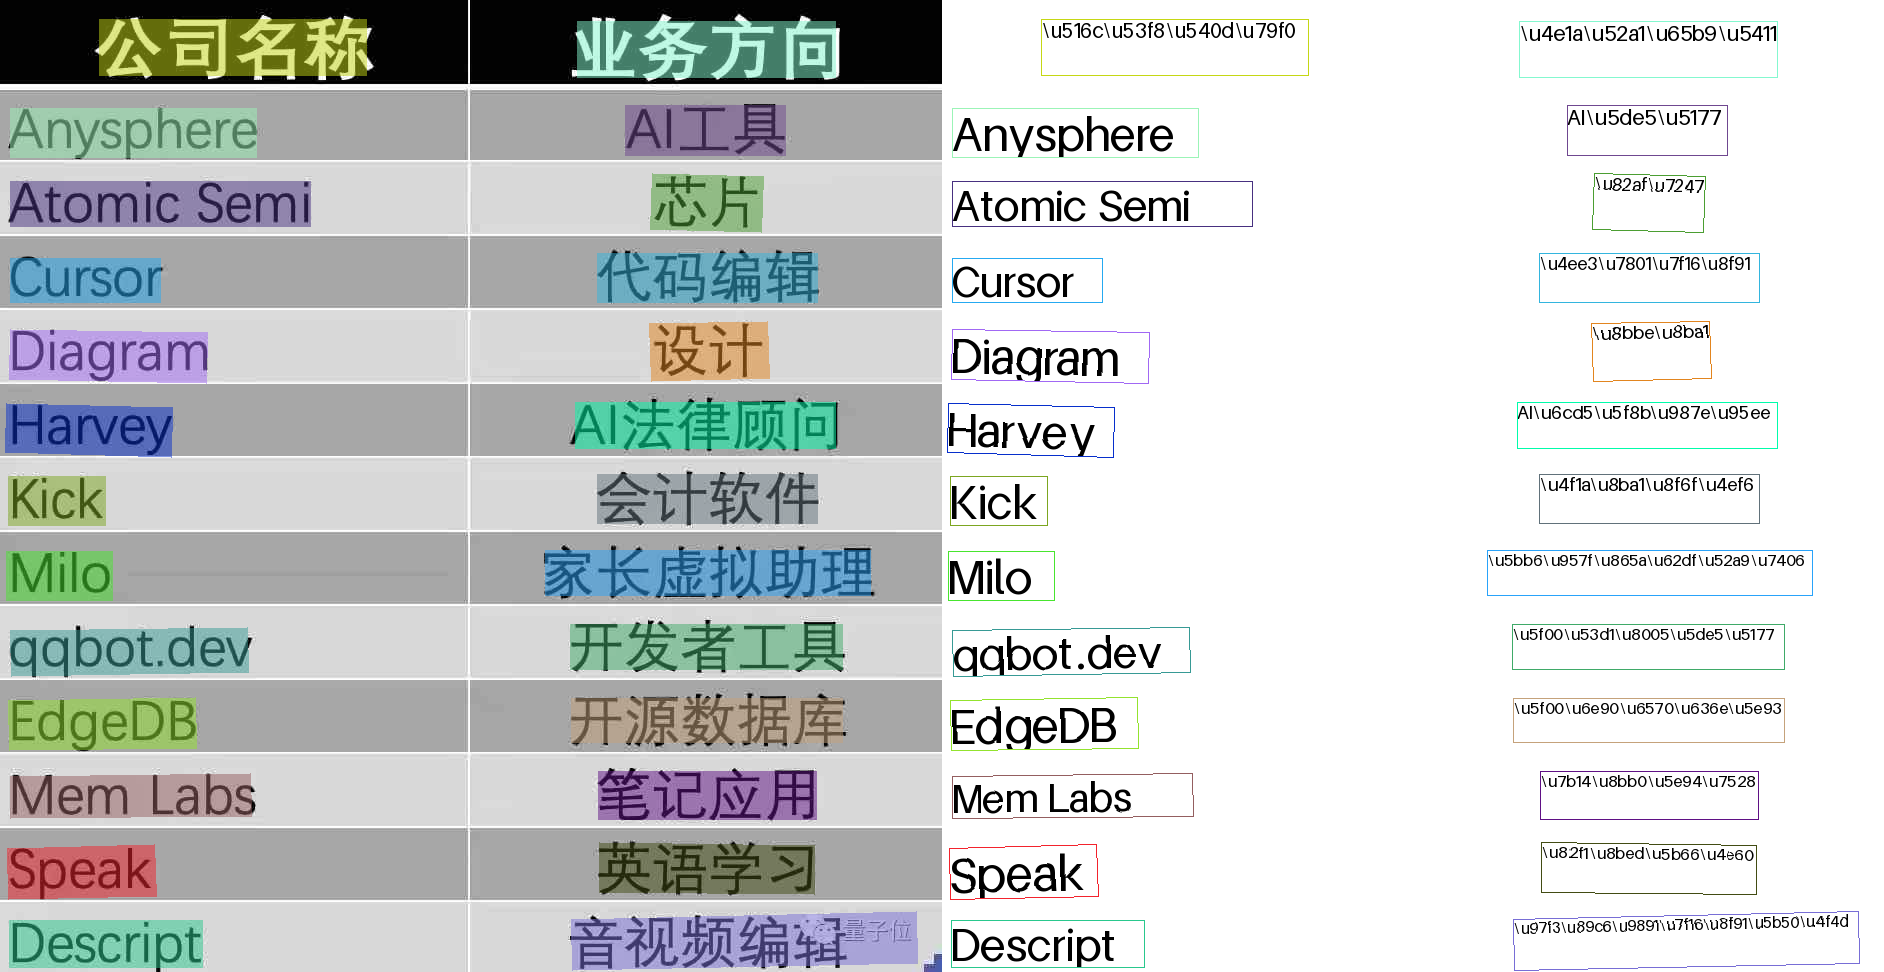 公司名称 业务方向 \u516c\u53f8\u540d\u79f0 \u4e1a\u52a1\u65b9\u5411
Anysphere AI工具 Anysphere AI\u5de5\u5177
Atomic Semi 芯片 Atomic Semi \u82af\u7247
Cursor 代码编辑 Cursor \u4ee3\u7801\u7f16\u8f91
Diagram 设计 Diagram \u8bbe\u8ba1
Harvey AI法律顾问 Harvey AI\u6cd5\u5f8b\u987e\u95ee
Kick 会计软件 Kick \u4f1a\u8ba1\u8f6f\u4ef6
Milo 家长虚拟助理 Milo \u5bb6\u957f\u865a\u62df\u52a9\u7406
qqbot.dev 开发者工具 qqbot.dev \u5f00\u53d1\u8005\u5de5\u5177
EdgeDB 开源数据库 EdgeDB \u5f00\u6e90\u6570\u636e\u5e93
Mem Labs 笔记应用 Mem Labs \u7b14\u8bb0\u5e94\u7528
Speak 英语学习 Speak \u82f1\u8bed\u5b66\u4e60
Descript 音视频编辑 量子位 Descript \u97f3\u89c6\u9891\u7f16\u8f91\u5b50\u4f4d